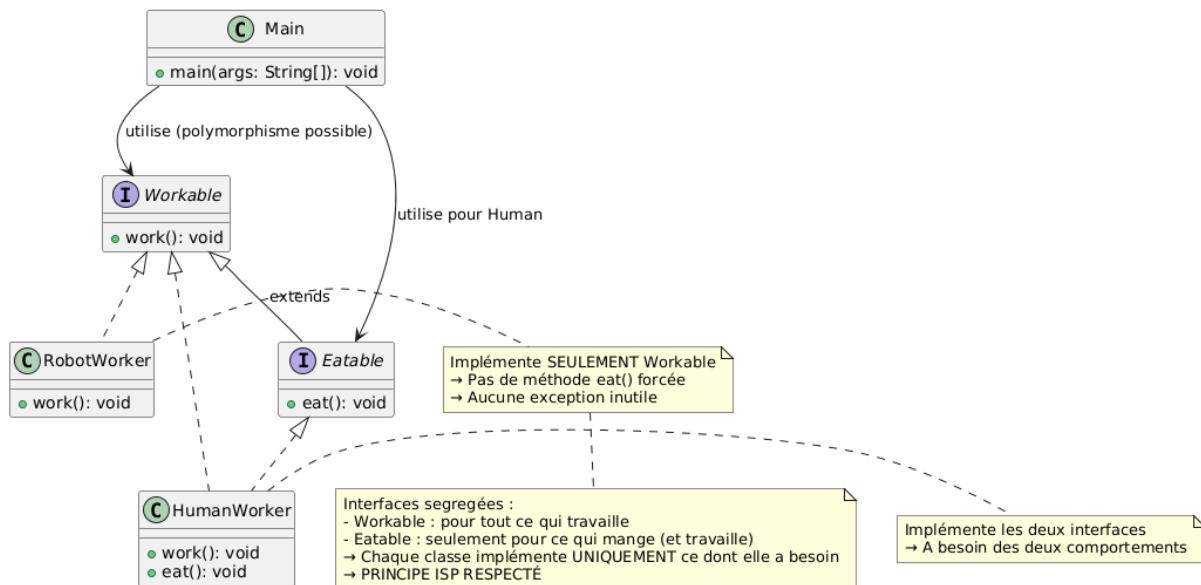 C Main
main(args: String[]): void
utilise (polymorphisme possible)
I Workable
work(): void
utilise pour Human
extends
C RobotWorker
work(): void
I Eatable
eat(): void
Implémente SEULEMENT Workable
→ Pas de méthode eat() forcée
→ Aucune exception inutile
C HumanWorker
work(): void
eat(): void
Interfaces segregées :
- Workable : pour tout ce qui travaille
- Eatable : seulement pour ce qui mange (et travaille)
→ Chaque classe implémente UNIQUEMENT ce dont elle a besoin
→ PRINCIPE ISP RESPECTÉ
Implémente les deux interfaces
→ A besoin des deux comportements